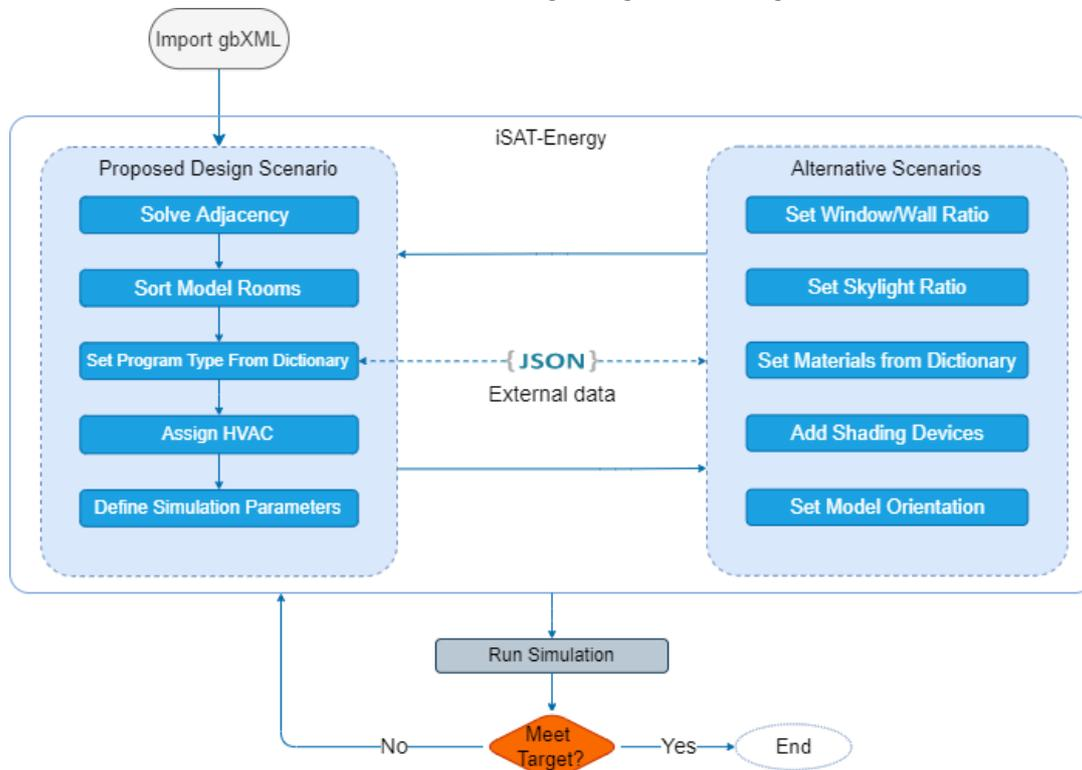 Import gbXML
iSAT-Energy
Proposed Design Scenario
Solve Adjacency
Sort Model Rooms
Set Program Type From Dictionary
Assign HVAC
Define Simulation Parameters
{JSON}
External data
Alternative Scenarios
Set Window/Wall Ratio
Set Skylight Ratio
Set Materials from Dictionary
Add Shading Devices
Set Model Orientation
Run Simulation
Meet
Target?
No
Yes
End